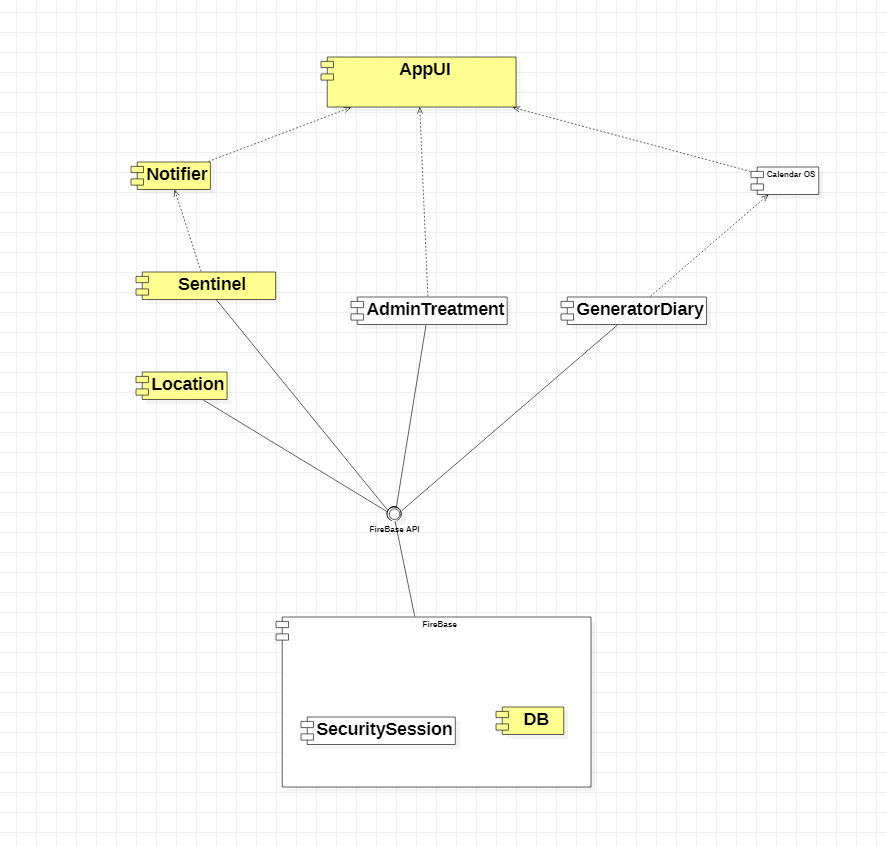 AppUI
Notifier
Calendar OS
Sentinel
AdminTreatment
GeneratorDiary
Location
FireBase API
FireBase
SecuritySession
DB